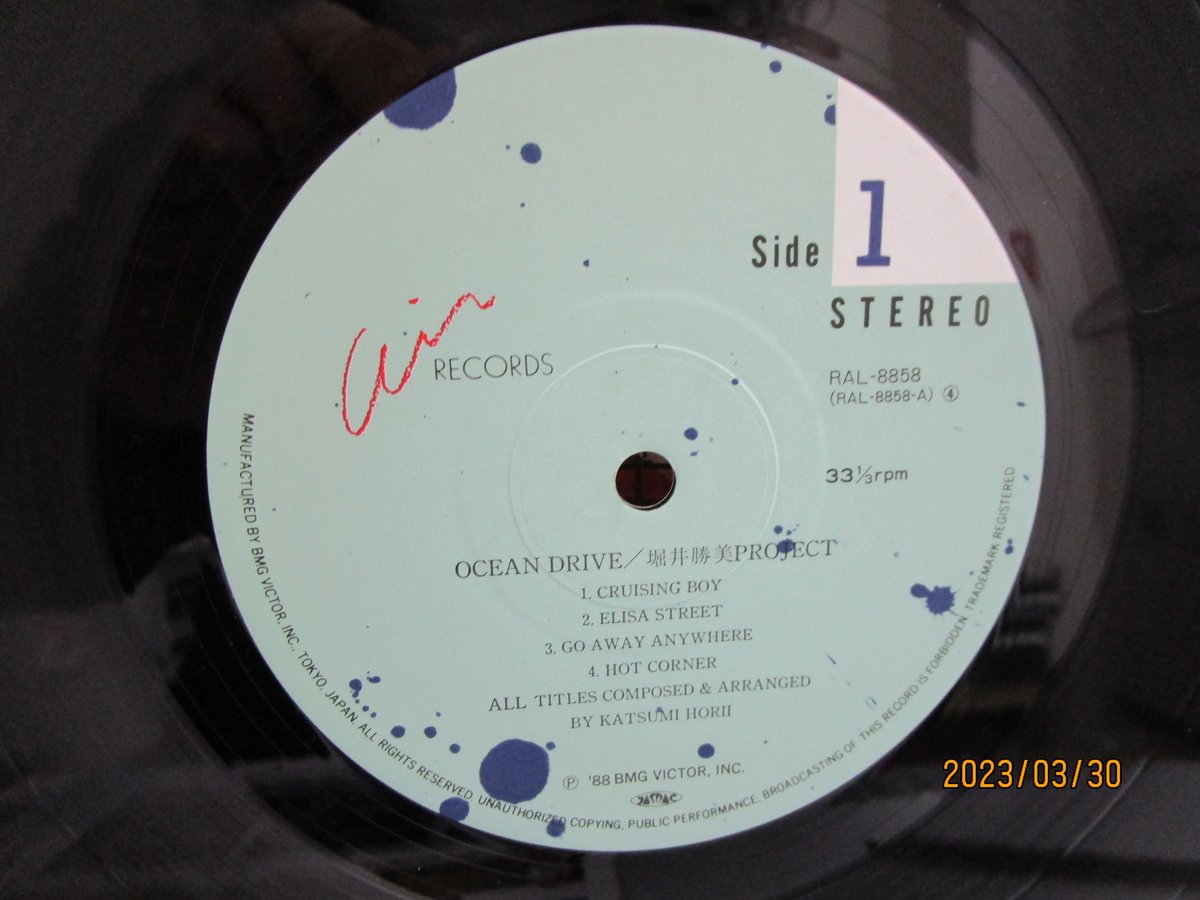 Side 1
STEREO
Air RECORDS
RAL-8858
(RAL-8858-A) ④
33⅓rpm
OCEAN DRIVE／堀井勝美PROJECT
1. CRUISING BOY
2. ELISA STREET
3. GO AWAY ANYWHERE
4. HOT CORNER
ALL TITLES COMPOSED & ARRANGED
BY KATSUMI HORII
Ⓟ '88 BMG VICTOR, INC.
JASRAC
MANUFACTURED BY BMG VICTOR, INC., TOKYO, JAPAN. ALL RIGHTS RESERVED. UNAUTHORIZED COPYING, PUBLIC PERFORMANCE, BROADCASTING OF THIS RECORD IS FORBIDDEN. TRADEMARK REGISTERED.
2023/03/30